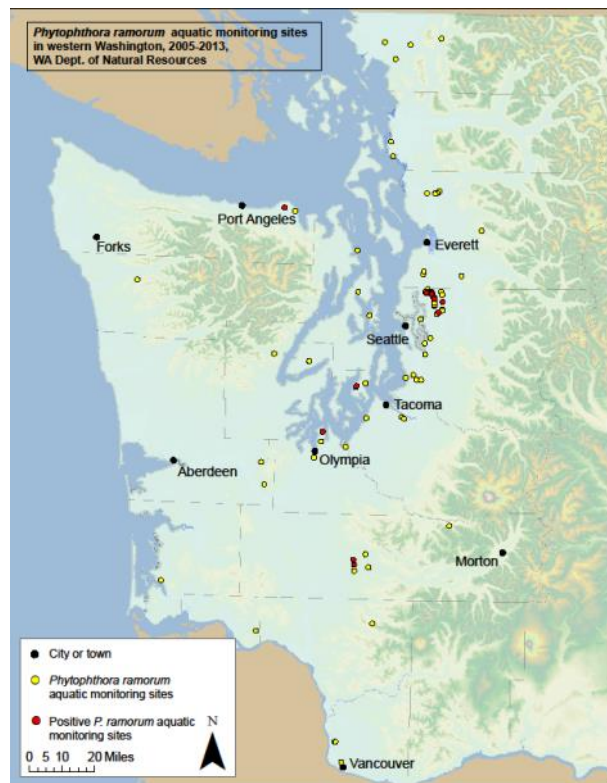 Phytophthora ramorum aquatic monitoring sites
in western Washington, 2005-2013,
WA Dept. of Natural Resources
Port Angeles
Forks
Everett
Seattle
Tacoma
Olympia
Aberdeen
Morton
City or town
Phytophthora ramorum
aquatic monitoring sites
Positive P. ramorum aquatic
monitoring sites
N
0 5 10 20 Miles
Vancouver